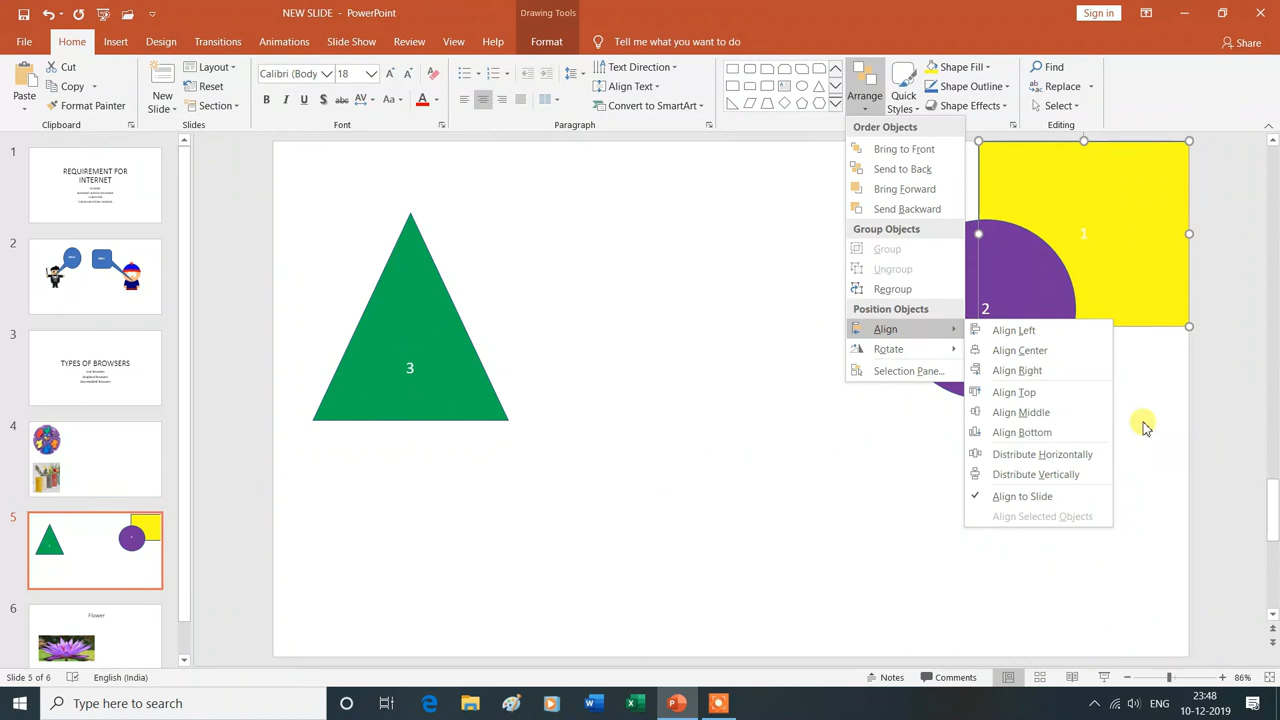 NEW SLIDE - PowerPoint
Drawing Tools
Sign in
File Home Insert Design Transitions Animations Slide Show Review View Help Format Tell me what you want to do Share
Paste
Cut
Copy
Format Painter
Clipboard
New Slide
Layout
Reset
Section
Slides
Calibri (Body) 18
Font
Text Direction
Align Text
Convert to SmartArt
Paragraph
Arrange
Quick Styles
Shape Fill
Shape Outline
Shape Effects
Find
Replace
Select
Editing
Order Objects
Bring to Front
Send to Back
Bring Forward
Send Backward
Group Objects
Group
Ungroup
Regroup
Position Objects
Align
Rotate
Selection Pane...
Align Left
Align Center
Align Right
Align Top
Align Middle
Align Bottom
Distribute Horizontally
Distribute Vertically
Align to Slide
Align Selected Objects
1
REQUIREMENT FOR
INTERNET
2
3
TYPES OF BROWSERS
4
5
6
Flower
3
1
2
Slide 5 of 6 English (India) Notes Comments 86%
Type here to search
ENG
23:48
10-12-2019